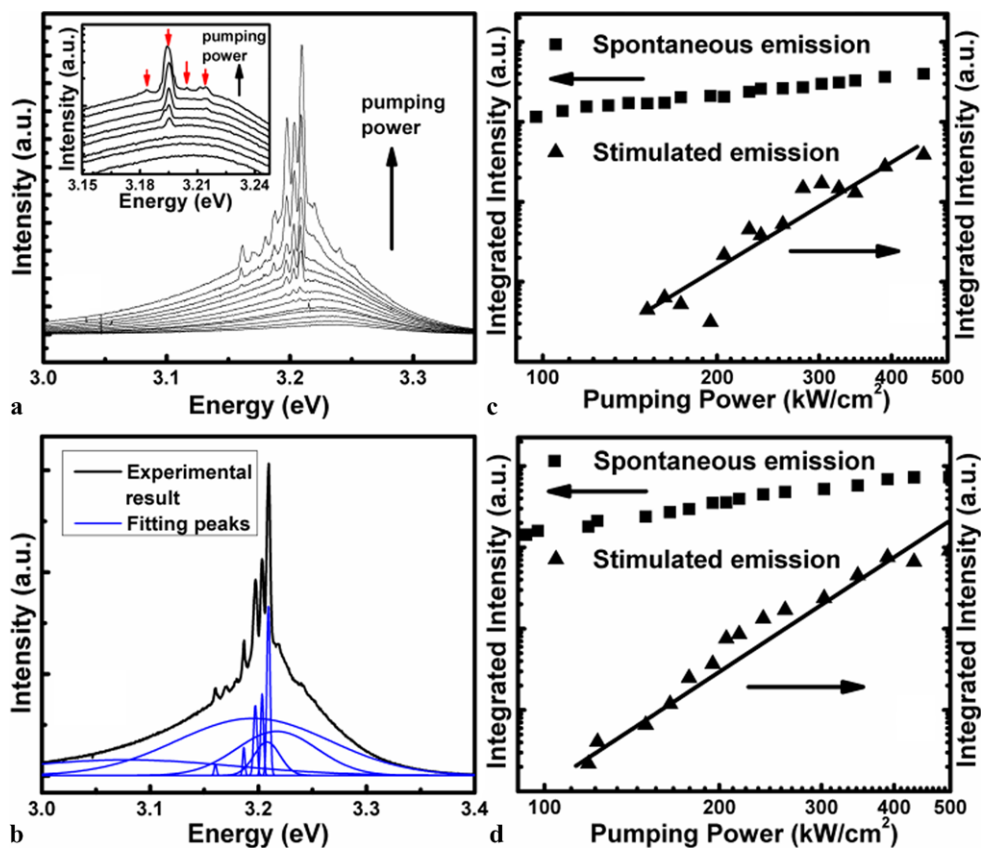 Intensity (a.u.)
Intensity (a.u.)
pumping
power
3.15 3.18 3.21 3.24
Energy (eV)
pumping
power
3.0 3.1 3.2 3.3
Energy (eV)
a
Integrated Intensity (a.u.)
Spontaneous emission
Stimulated emission
Integrated Intensity (a.u.)
100 200 300 400 500
Pumping Power (kW/cm²)
c
Intensity (a.u.)
Experimental
result
Fitting peaks
3.0 3.1 3.2 3.3 3.4
Energy (eV)
b
Integrated Intensity (a.u.)
Spontaneous emission
Stimulated emission
Integrated Intensity (a.u.)
100 200 300 400 500
Pumping Power (kW/cm²)
d